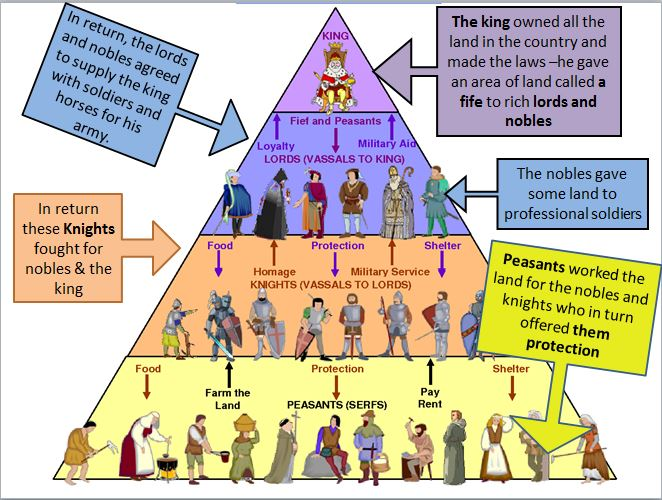 In return, the lords
and nobles agreed
to supply the king
with soldiers and
horses for his
army.
KING
The king owned all the
land in the country and
made the laws –he gave
an area of land called a
fife to rich lords and
nobles
Fief and Peasants
Loyalty
Military Aid
LORDS (VASSALS TO KING)
The nobles gave
some land to
professional soldiers
In return
these Knights
fought for
nobles & the
king
Food
Protection
Shelter
Homage
Military Service
KNIGHTS (VASSALS TO LORDS)
Peasants worked the
land for the nobles and
knights who in turn
offered them
protection
Food
Protection
Shelter
Farm the
Land
Pay
Rent
PEASANTS (SERFS)